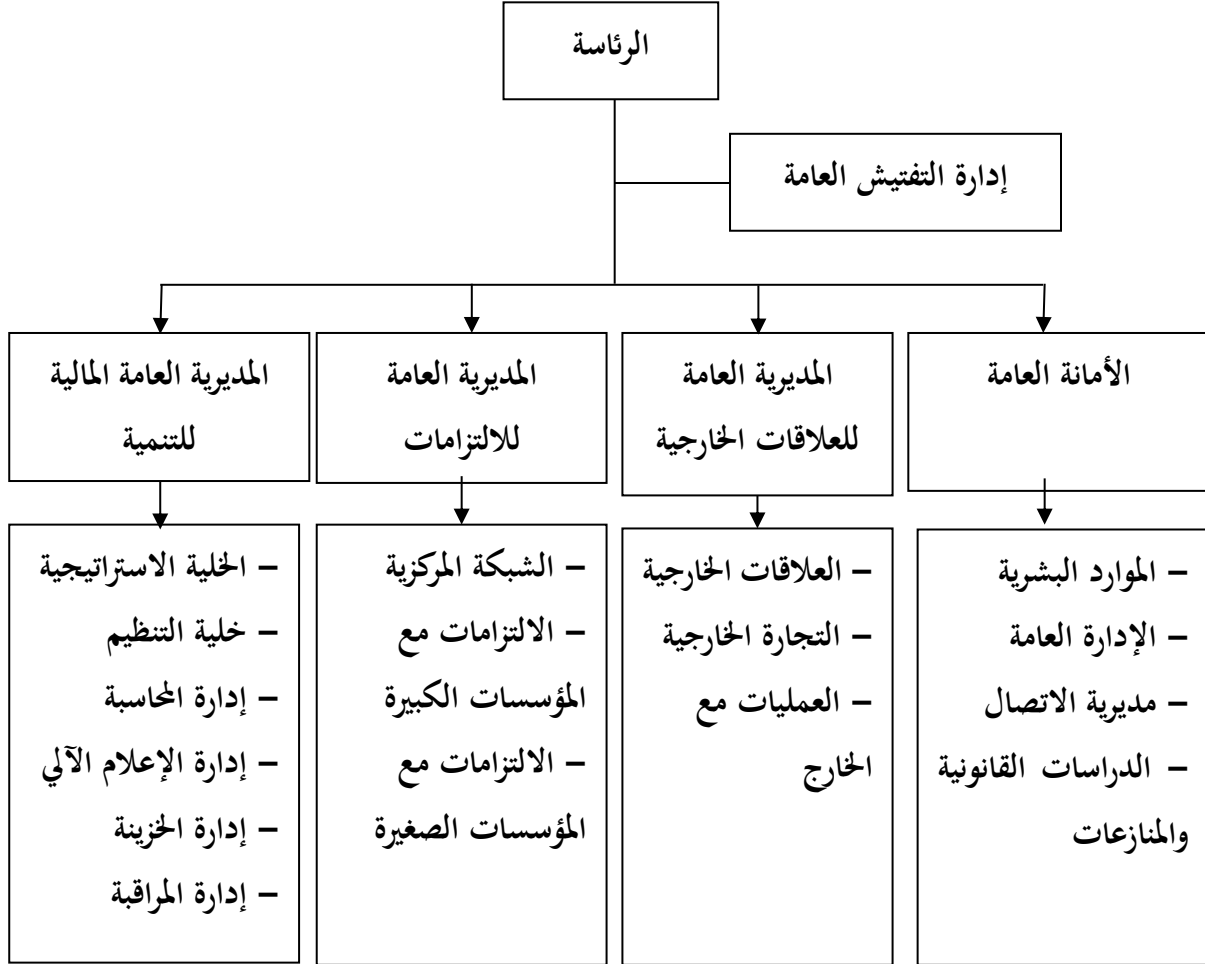 الرئاسة
إدارة التفتيش العامة
الأمانة العامة
المديرية العامة
للعلاقات الخارجية
المديرية العامة
للالتزامات
المديرية العامة المالية
للتنمية
– الموارد البشرية
– الإدارة العامة
– مديرية الاتصال
– الدراسات القانونية
والمنازعات
– العلاقات الخارجية
– التجارة الخارجية
– العمليات مع
الخارج
– الشبكة المركزية
– الالتزامات مع
المؤسسات الكبيرة
– الالتزامات مع
المؤسسات الصغيرة
– الخلية الاستراتيجية
– خلية التنظيم
– إدارة المحاسبة
– إدارة الإعلام الآلي
– إدارة الخزينة
– إدارة المراقبة